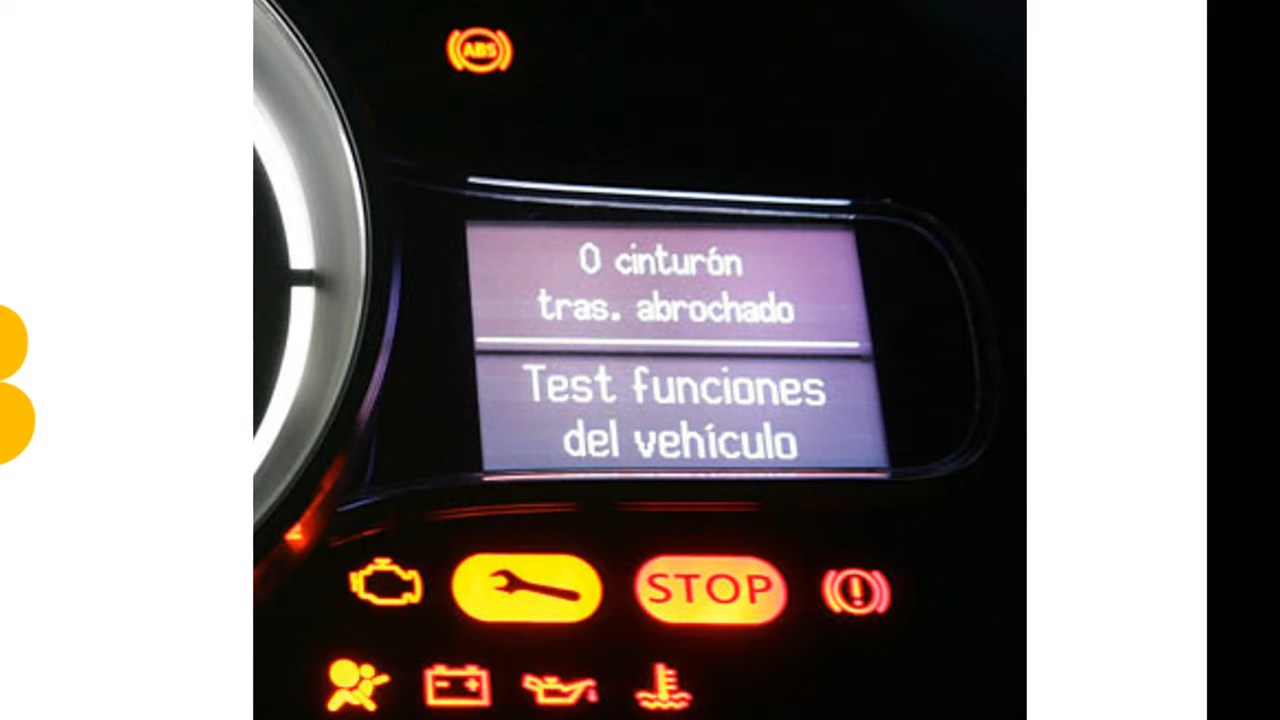 ABS
0 cinturón
tras. abrochado
Test funciones
del vehículo
STOP